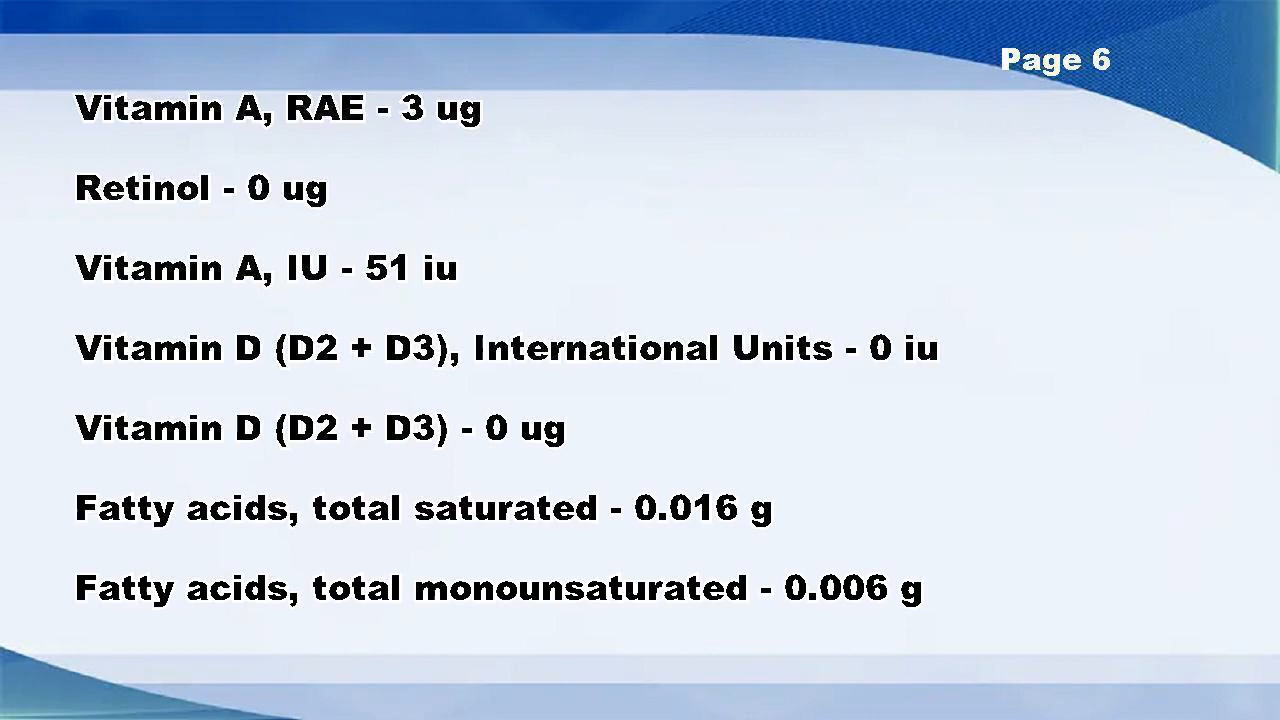 Page 6
Vitamin A, RAE - 3 ug
Retinol - 0 ug
Vitamin A, IU - 51 iu
Vitamin D (D2 + D3), International Units - 0 iu
Vitamin D (D2 + D3) - 0 ug
Fatty acids, total saturated - 0.016 g
Fatty acids, total monounsaturated - 0.006 g